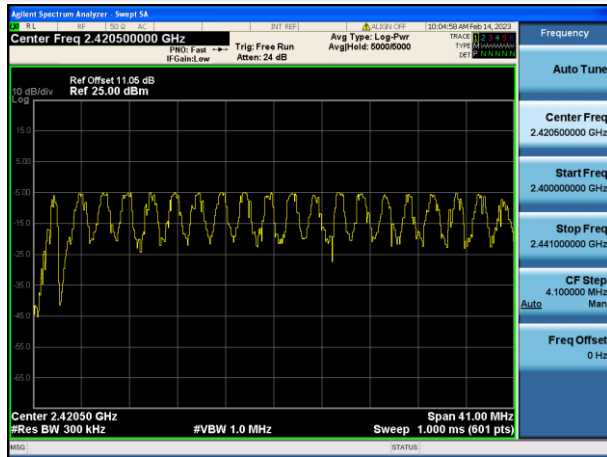 Agilent Spectrum Analyzer - Swept SA
RL RF 50 Ω AC INT REF ALIGN OFF 10:04:58 AM Feb 14, 2023
Center Freq 2.420500000 GHz
PNO: Fast
IFGain:Low
Trig: Free Run
Atten: 24 dB
Avg Type: Log-Pwr
Avg|Hold: 5000/5000
TRACE 1 2 3 4 5 6
TYPE M
DET P N N N N N
Ref Offset 11.05 dB
10 dB/div Ref 25.00 dBm
Log
15.0
5.00
-5.00
-15.0
-25.0
-35.0
-45.0
-55.0
-65.0
Center 2.42050 GHz
Span 41.00 MHz
#Res BW 300 kHz
#VBW 1.0 MHz
Sweep 1.000 ms (601 pts)
MSG
STATUS
Frequency
Auto Tune
Center Freq
2.420500000 GHz
Start Freq
2.400000000 GHz
Stop Freq
2.441000000 GHz
CF Step
4.100000 MHz
Auto Man
Freq Offset
0 Hz